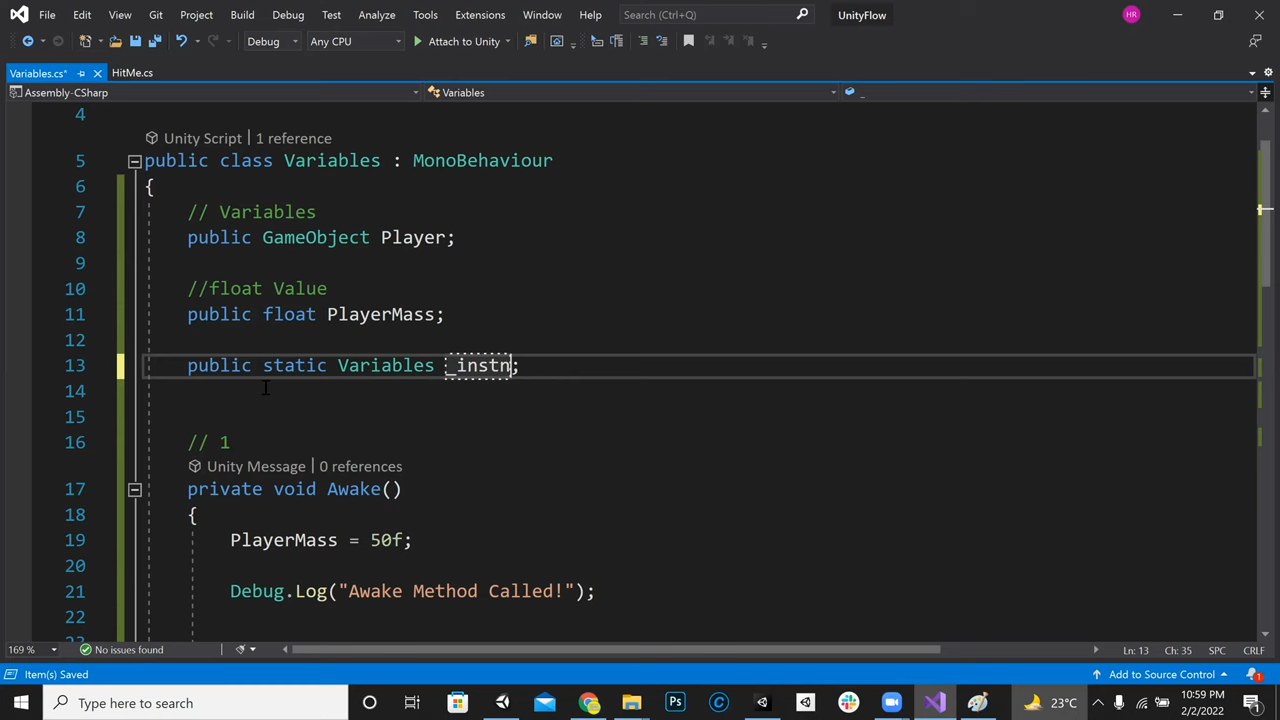 File Edit View Git Project Build Debug Test Analyze Tools Extensions Window Help Search (Ctrl+Q) UnityFlow HR
Debug Any CPU Attach to Unity
Variables.cs* HitMe.cs
Assembly-CSharp Variables _
4
Unity Script | 1 reference
5 public class Variables : MonoBehaviour
6 {
7 // Variables
8 public GameObject Player;
9
10 //float Value
11 public float PlayerMass;
12
13 public static Variables _instn;
14
15
16 // 1
Unity Message | 0 references
17 private void Awake()
18 {
19 PlayerMass = 50f;
20
21 Debug.Log("Awake Method Called!");
22
23
169 % No issues found Ln: 13 Ch: 35 SPC CRLF
Item(s) Saved Add to Source Control 1
Type here to search Ps C 23°C 10:59 PM
2/2/2022